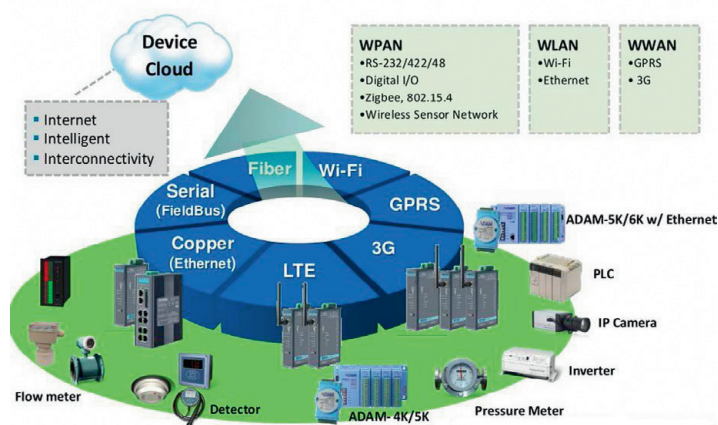 Device
Cloud
Internet
Intelligent
Interconnectivity
WPAN
•RS-232/422/48
•Digital I/O
•Zigbee, 802.15.4
•Wireless Sensor Network
WLAN
•Wi-Fi
•Ethernet
WWAN
•GPRS
• 3G
Fiber
Wi-Fi
Serial
(FieldBus)
GPRS
Copper
(Ethernet)
3G
LTE
ADAM-5K/6K w/ Ethernet
PLC
IP Camera
Inverter
Flow meter
Detector
ADAM- 4K/5K
Pressure Meter